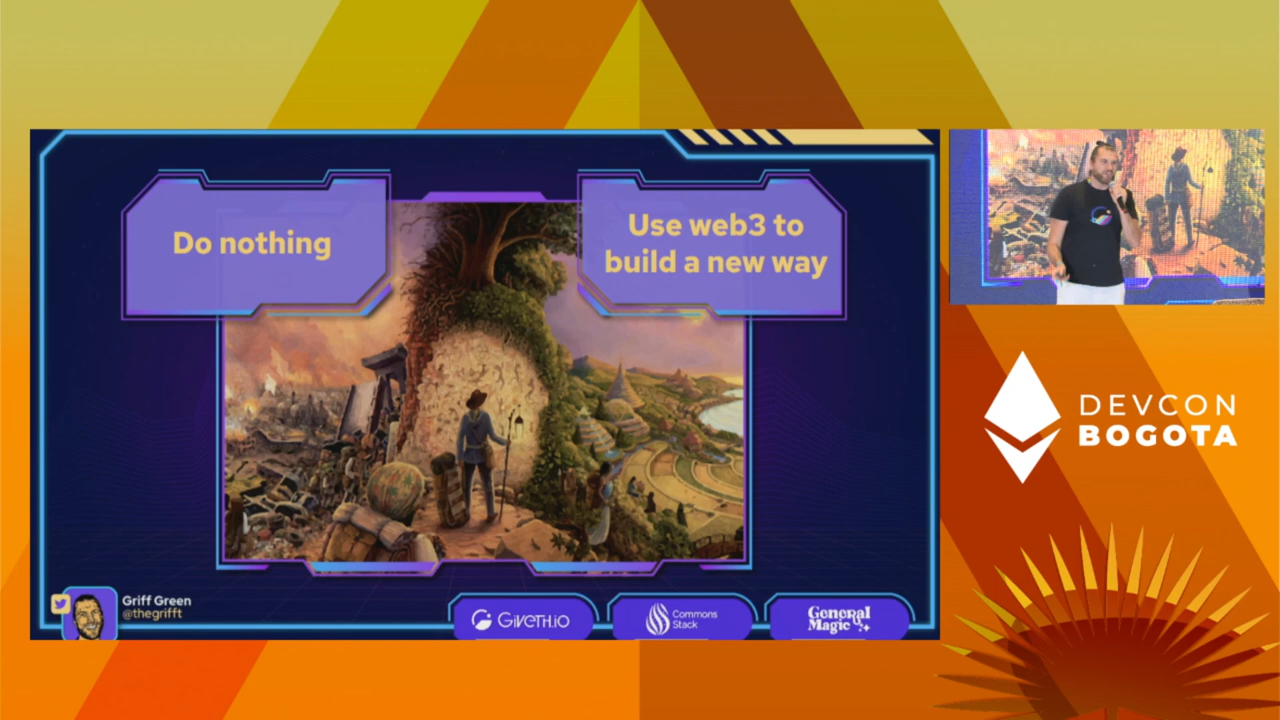 Do nothing
Use web3 to
build a new way
Griff Green
@thegrifft
GIVETH.IO
Commons
Stack
General
Magic
DEVCON
BOGOTA